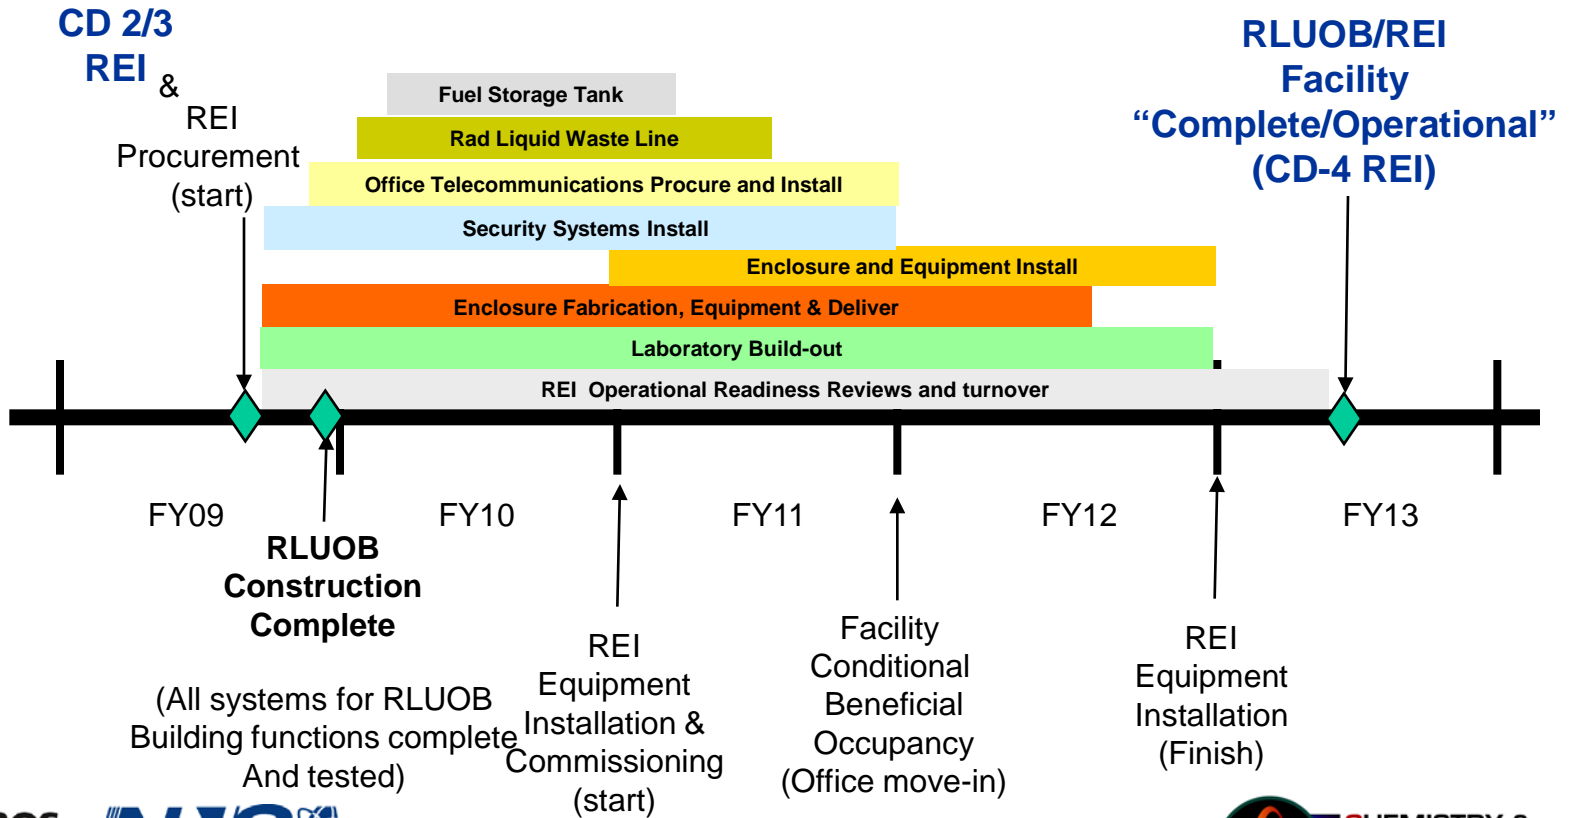 CD 2/3
REI
&
REI
Procurement
(start)
RLUOB/REI
Facility
“Complete/Operational”
(CD-4 REI)
Fuel Storage Tank
Rad Liquid Waste Line
Office Telecommunications Procure and Install
Security Systems Install
Enclosure and Equipment Install
Enclosure Fabrication, Equipment & Deliver
Laboratory Build-out
REI Operational Readiness Reviews and turnover
FY09
FY10
FY11
FY12
FY13
RLUOB
Construction
Complete
(All systems for RLUOB
Building functions complete
And tested)
REI
Equipment
Installation &
Commissioning
(start)
Facility
Conditional
Beneficial
Occupancy
(Office move-in)
REI
Equipment
Installation
(Finish)